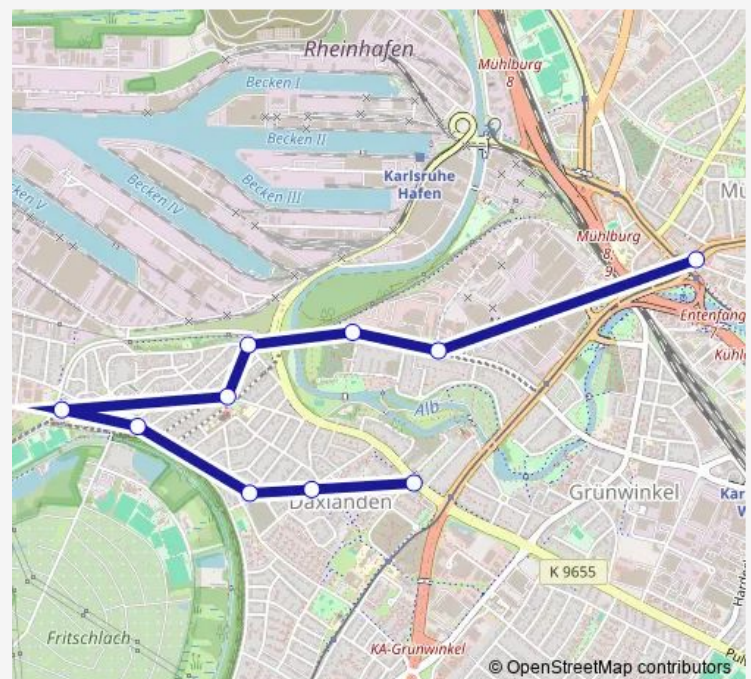 Rheinhafen
Mühlburg
8
Becken I
Becken II
Karlsruhe
Hafen
Becken III
Becken IV
Becken V
Mühlburg
8;
9
Entenfang
Alb
Daxlanden
Grünwinkel
K 9655
Fritschlach
KA-Grünwinkel
© OpenStreetMap contributors